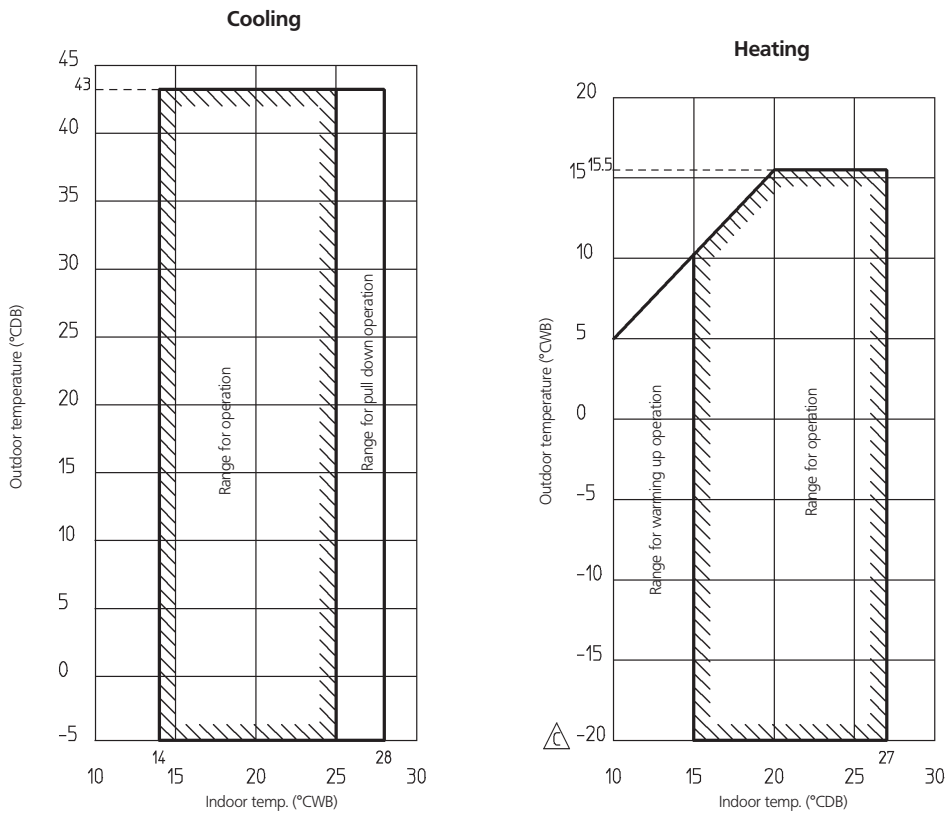 Cooling
45
43
40
35
30
25
20
15
10
5
0
-5
14
28
10 15 20 25 30
Indoor temp. (°CWB)
Outdoor temperature (°CDB)
Range for operation
Range for pull down operation
Heating
20
15 15.5
10
5
0
-5
-10
-15
-20
C
27
10 15 20 25 30
Indoor temp. (°CDB)
Outdoor temperature (°CWB)
Range for warming up operation
Range for operation